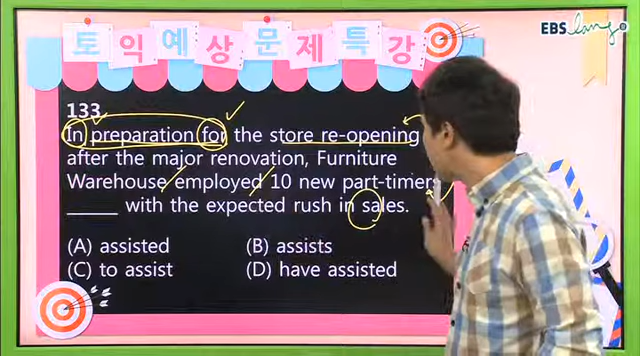 토익예상문제특강
EBSlang
133.
In preparation for the store re-opening
after the major renovation, Furniture
Warehouse employed 10 new part-timers
_____ with the expected rush in sales.
(A) assisted (B) assists
(C) to assist (D) have assisted